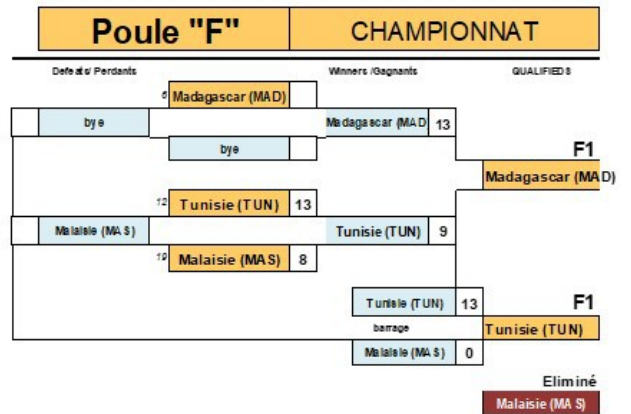 Poule "F" CHAMPIONNAT
Defeats/ Perdants Winners /Gagnants QUALIFIEDS
6 Madagascar (MAD)
bye Madagascar (MAD 13
bye F1
Madagascar (MAD)
12 Tunisie (TUN) 13
Malaisie (MAS) Tunisie (TUN) 9
19 Malaisie (MAS) 8
Tunisie (TUN) 13 F1
barrage Tunisie (TUN)
Malaisie (MAS) 0
Eliminé
Malaisie (MAS)